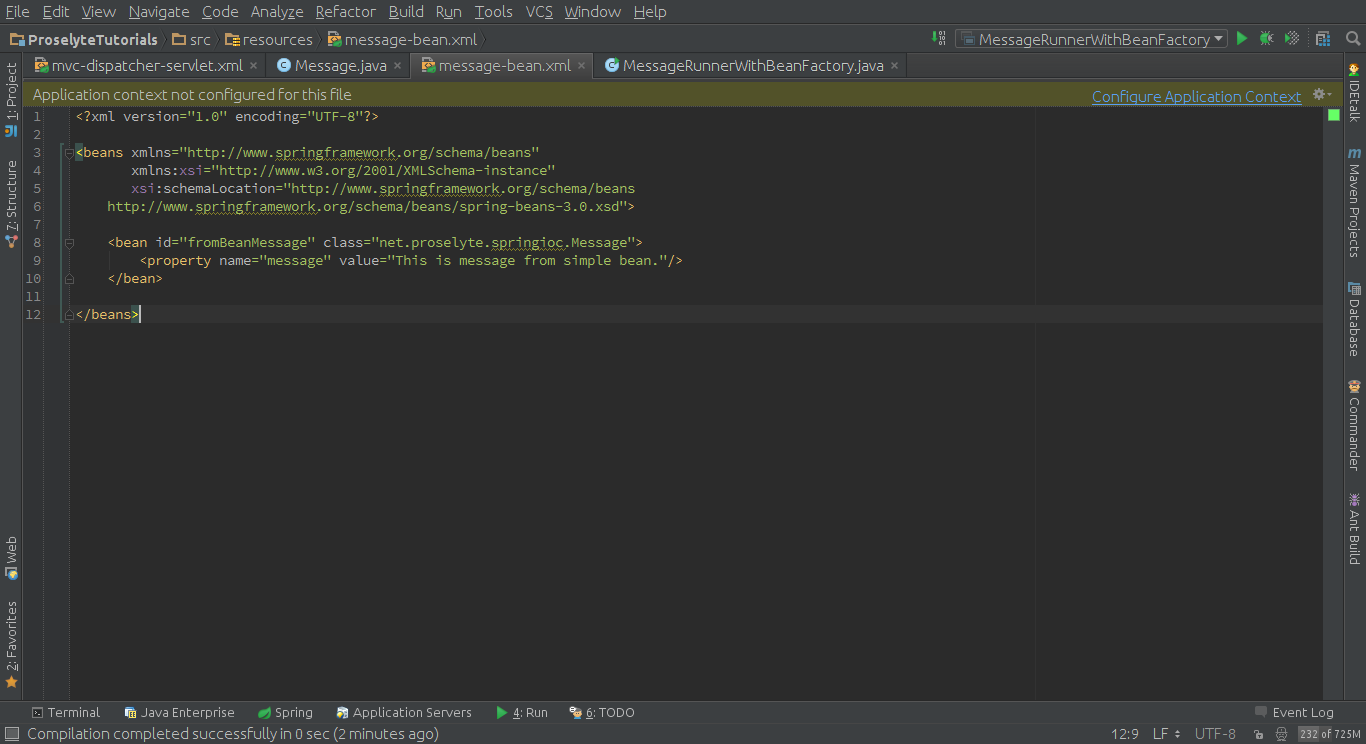 File Edit View Navigate Code Analyze Refactor Build Run Tools VCS Window Help
ProselyteTutorials src resources message-bean.xml MessageRunnerWithBeanFactory
mvc-dispatcher-servlet.xml Message.java message-bean.xml MessageRunnerWithBeanFactory.java
Application context not configured for this file Configure Application Context
1 <?xml version="1.0" encoding="UTF-8"?>
2
3 <beans xmlns="http://www.springframework.org/schema/beans"
4 xmlns:xsi="http://www.w3.org/2001/XMLSchema-instance"
5 xsi:schemaLocation="http://www.springframework.org/schema/beans
6 http://www.springframework.org/schema/beans/spring-beans-3.0.xsd">
7
8 <bean id="fromBeanMessage" class="net.proselyte.springioc.Message">
9 <property name="message" value="This is message from simple bean."/>
10 </bean>
11
12 </beans>
1: Project
7: Structure
Web
2: Favorites
IDEtalk
Maven Projects
Database
Commander
Ant Build
Terminal Java Enterprise Spring Application Servers 4: Run 6: TODO Event Log
Compilation completed successfully in 0 sec (2 minutes ago) 12:9 LF UTF-8 232 of 725M